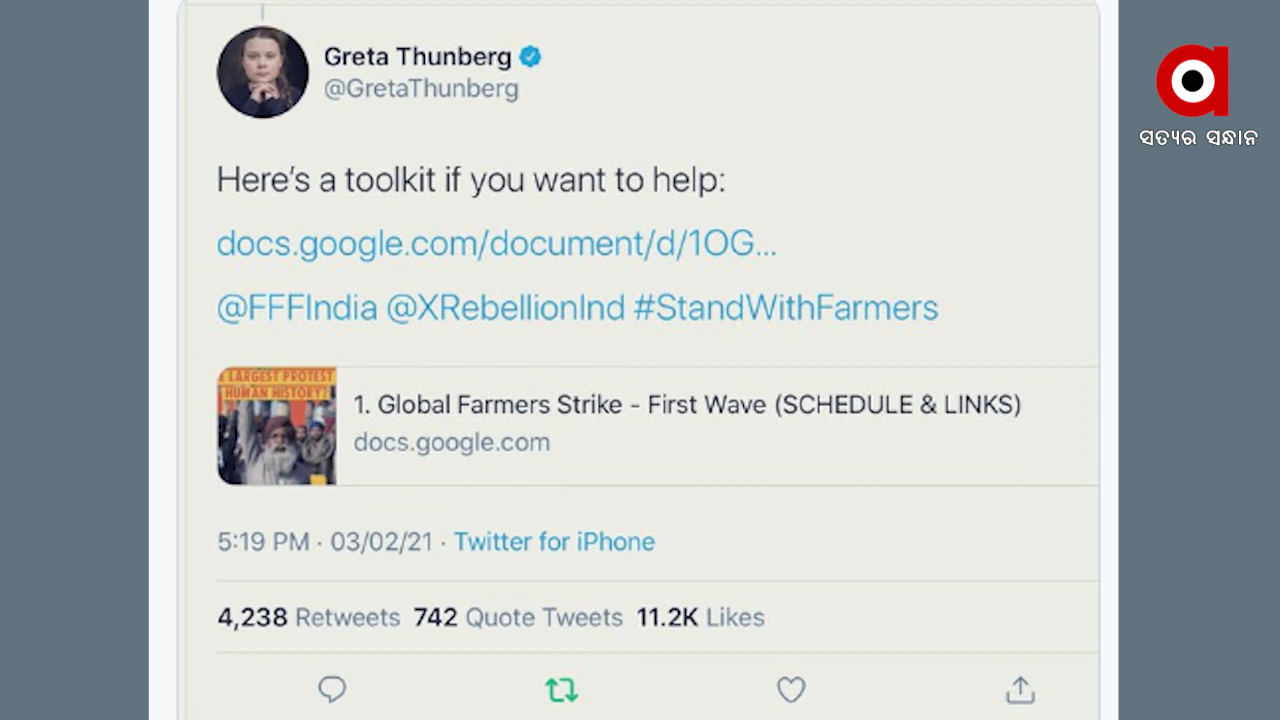 Greta Thunberg
@GretaThunberg
ସତ୍ୟର ସନ୍ଧାନ
Here's a toolkit if you want to help:
docs.google.com/document/d/1OG...
@FFFIndia @XRebellionInd #StandWithFarmers
E LARGEST PROTEST
HUMAN HISTORY?
1. Global Farmers Strike - First Wave (SCHEDULE & LINKS)
docs.google.com
5:19 PM · 03/02/21 · Twitter for iPhone
4,238 Retweets 742 Quote Tweets 11.2K Likes